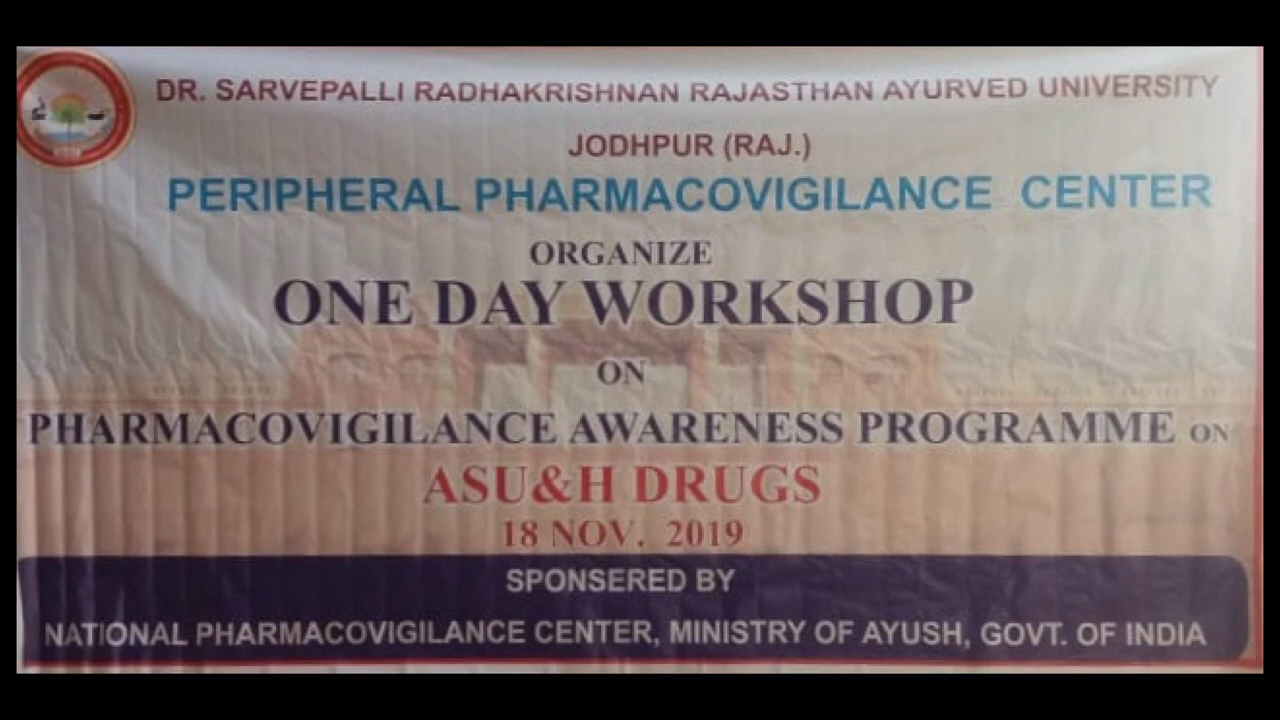 DR. SARVEPALLI RADHAKRISHNAN RAJASTHAN AYURVED UNIVERSITY
JODHPUR (RAJ.)
PERIPHERAL PHARMACOVIGILANCE CENTER
ORGANIZE
ONE DAY WORKSHOP
ON
PHARMACOVIGILANCE AWARENESS PROGRAMME ON
ASU&H DRUGS
18 NOV. 2019
SPONSERED BY
NATIONAL PHARMACOVIGILANCE CENTER, MINISTRY OF AYUSH, GOVT. OF INDIA